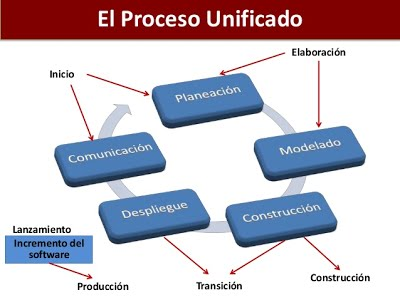 El Proceso Unificado
Elaboración
Inicio
Planeación
Comunicación
Modelado
Despliegue
Construcción
Lanzamiento
Incremento del
software
Producción
Transición
Construcción